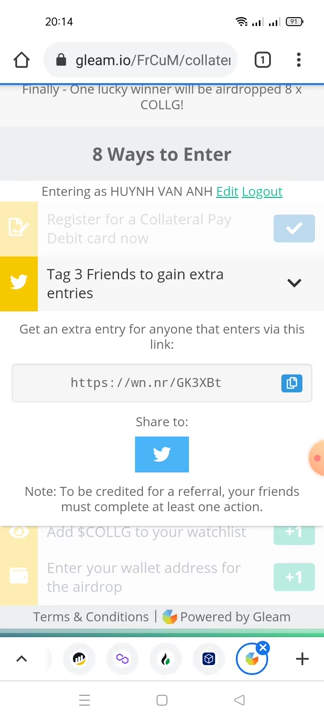 20:14
91
gleam.io/FrCuM/collate
1
Finally - One lucky winner will be airdropped 8 x
COLLG!
8 Ways to Enter
Entering as HUYNH VAN ANH Edit Logout
Register for a Collateral Pay
Debit card now
Tag 3 Friends to gain extra
entries
Get an extra entry for anyone that enters via this
link:
https://wn.nr/GK3XBt
Share to:
Note: To be credited for a referral, your friends
must complete at least one action.
Add $COLLG to your watchlist
+1
Enter your wallet address for
the airdrop
+1
Terms & Conditions | Powered by Gleam